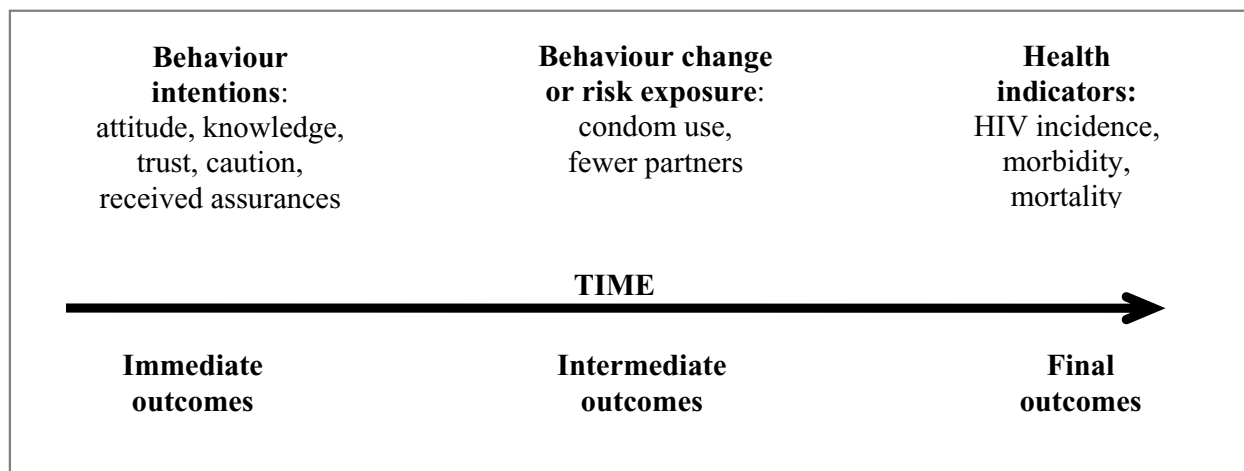 Behaviour
intentions:
attitude, knowledge,
trust, caution,
received assurances
Behaviour change
or risk exposure:
condom use,
fewer partners
Health
indicators:
HIV incidence,
morbidity,
mortality
TIME
Immediate
outcomes
Intermediate
outcomes
Final
outcomes